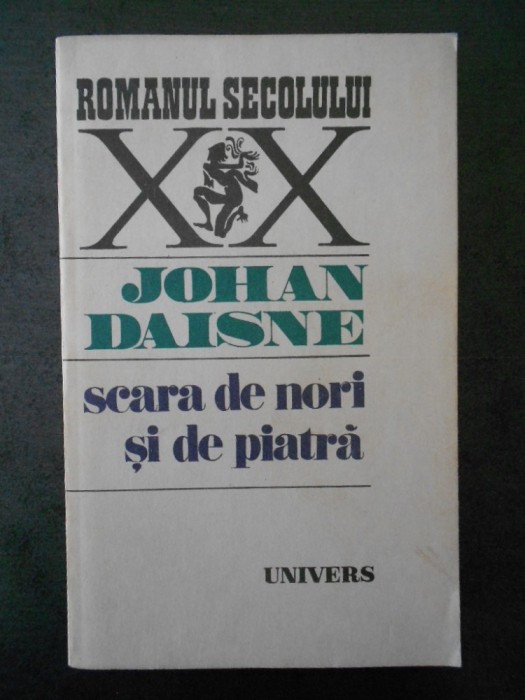 ROMANUL SECOLULUI
XX
JOHAN
DAISNE
scara de nori
și de piatră
UNIVERS